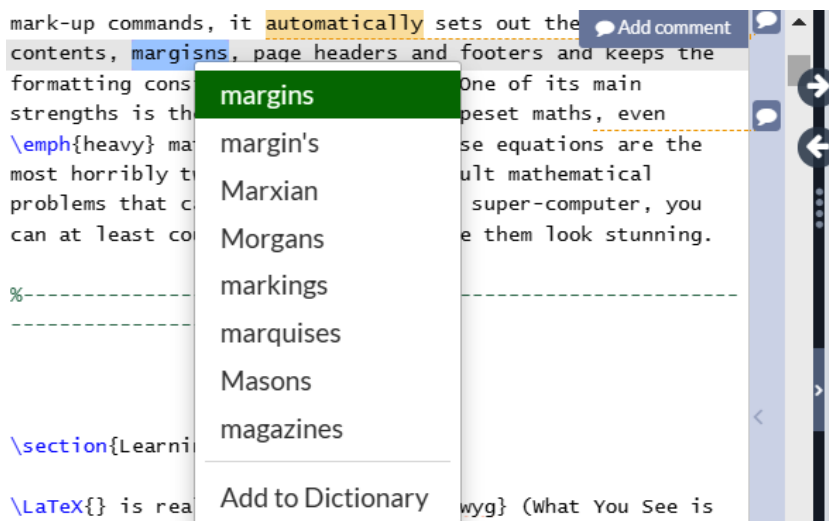 mark-up commands, it automatically sets out the
Add comment
contents, margisns, page headers and footers and keeps the
formatting cons One of its main
strengths is th peset maths, even
\emph{heavy} ma se equations are the
most horribly t ult mathematical
problems that c super-computer, you
can at least co e them look stunning.
margins
margin's
Marxian
Morgans
markings
marquises
Masons
magazines
Add to Dictionary
%------------- -----------------------
----------------
\section{Learni
\LaTeX{} is rea wyg} (What You See is